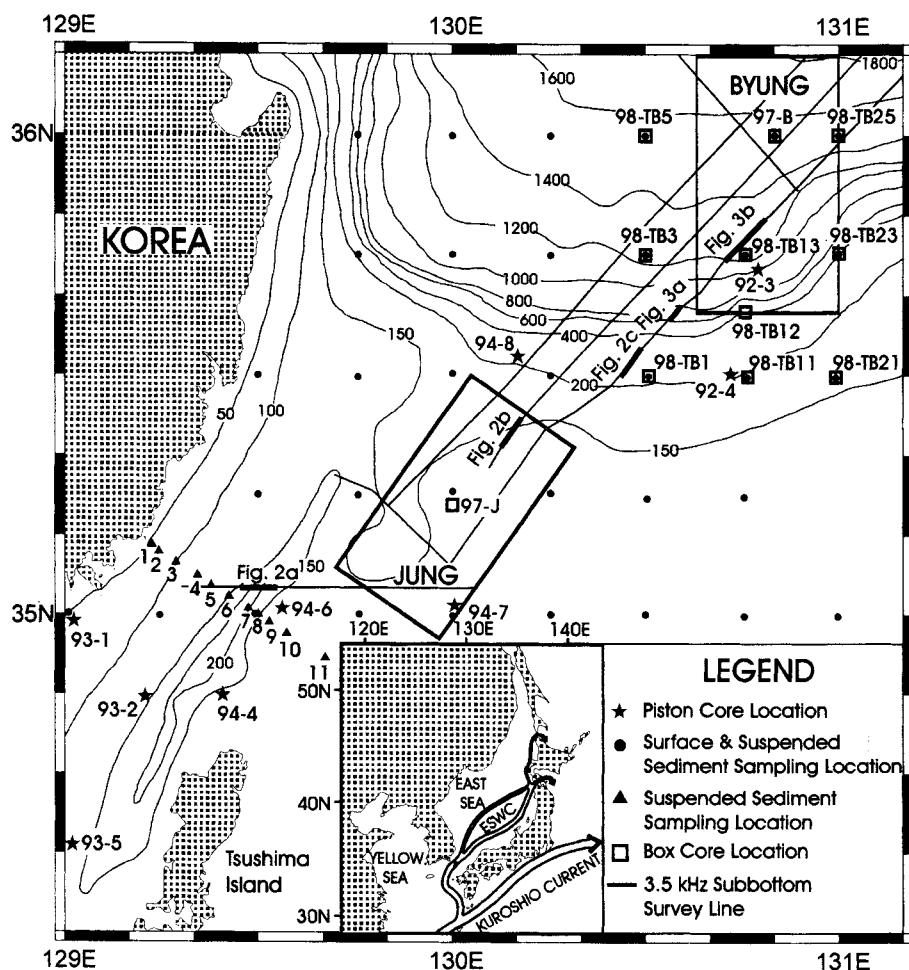 129E 130E 131E
1600
1800
BYUNG
98-TB5
97-B
98-TB25
36N
1400
1200
KOREA
98-TB3
Fig. 3b
98-TB13
98-TB23
1000
92-3
800
600
400
Fig. 3a
98-TB12
150
94-8
Fig. 2c
98-TB1
98-TB11
98-TB21
200
92-4
50
100
Fig. 2b
150
97-J
1
2
3
4
5
6
7
8
9
10
11
Fig. 2a
150
JUNG
35N
93-1
94-6
94-7
200
93-2
94-4
93-5
Tsushima
Island
120E 130E 140E
50N
40N
30N
EAST
SEA
ESWC
YELLOW
SEA
KUROSHIO CURRENT
LEGEND
Piston Core Location
Surface & Suspended
Sediment Sampling Location
Suspended Sediment
Sampling Location
Box Core Location
3.5 kHz Subbottom
Survey Line
129E 130E 131E